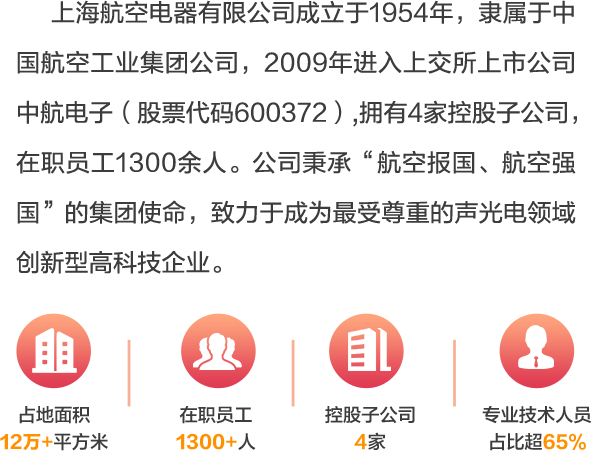 上海航空电器有限公司成立于1954年，隶属于中
国航空工业集团公司，2009年进入上交所上市公司
中航电子（股票代码600372）,拥有4家控股子公司，
在职员工1300余人。公司秉承“航空报国、航空强
国”的集团使命，致力于成为最受尊重的声光电领域
创新型高科技企业。
占地面积
12万+平方米
在职员工
1300+人
控股子公司
4家
专业技术人员
占比超65%